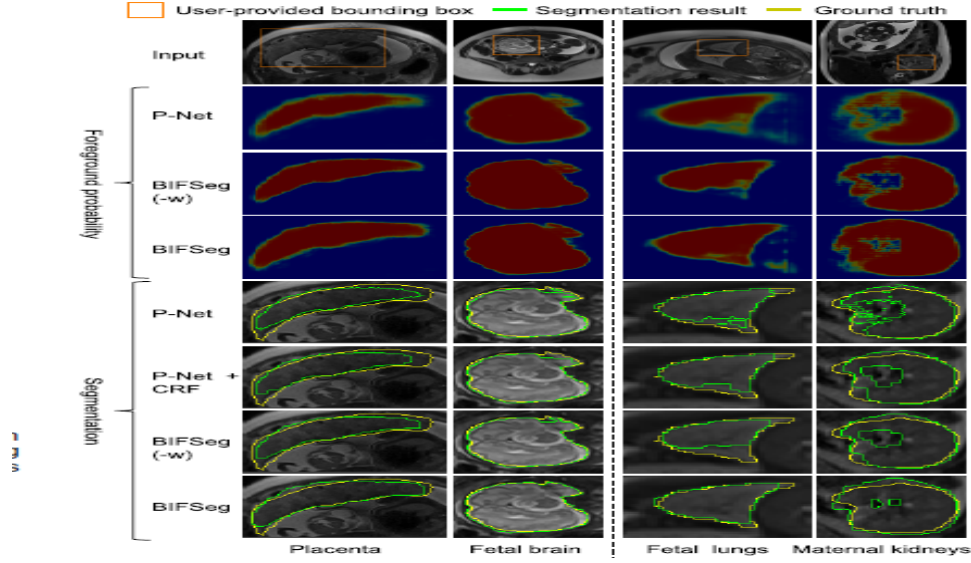 User-provided bounding box Segmentation result Ground truth
Input
Foreground probability
P-Net
BIFSeg
(-w)
BIFSeg
Segmentation
P-Net
P-Net +
CRF
BIFSeg
(-w)
BIFSeg
Placenta Fetal brain Fetal lungs Maternal kidneys